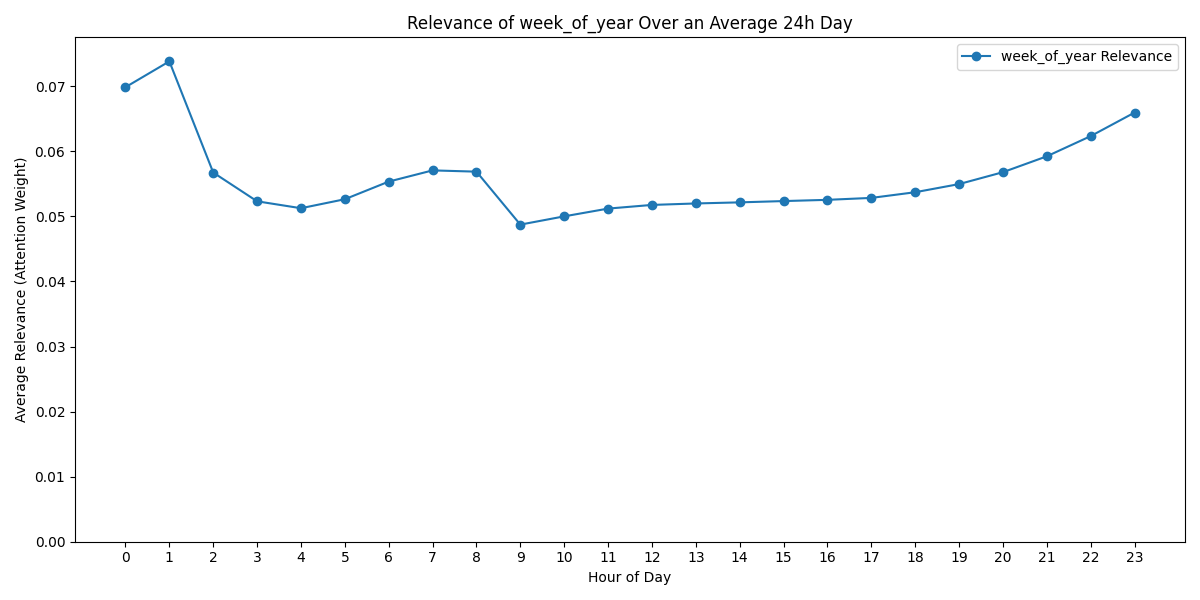 Relevance of week_of_year Over an Average 24h Day
week_of_year Relevance
Average Relevance (Attention Weight)
0.07
0.06
0.05
0.04
0.03
0.02
0.01
0.00
0 1 2 3 4 5 6 7 8 9 10 11 12 13 14 15 16 17 18 19 20 21 22 23
Hour of Day